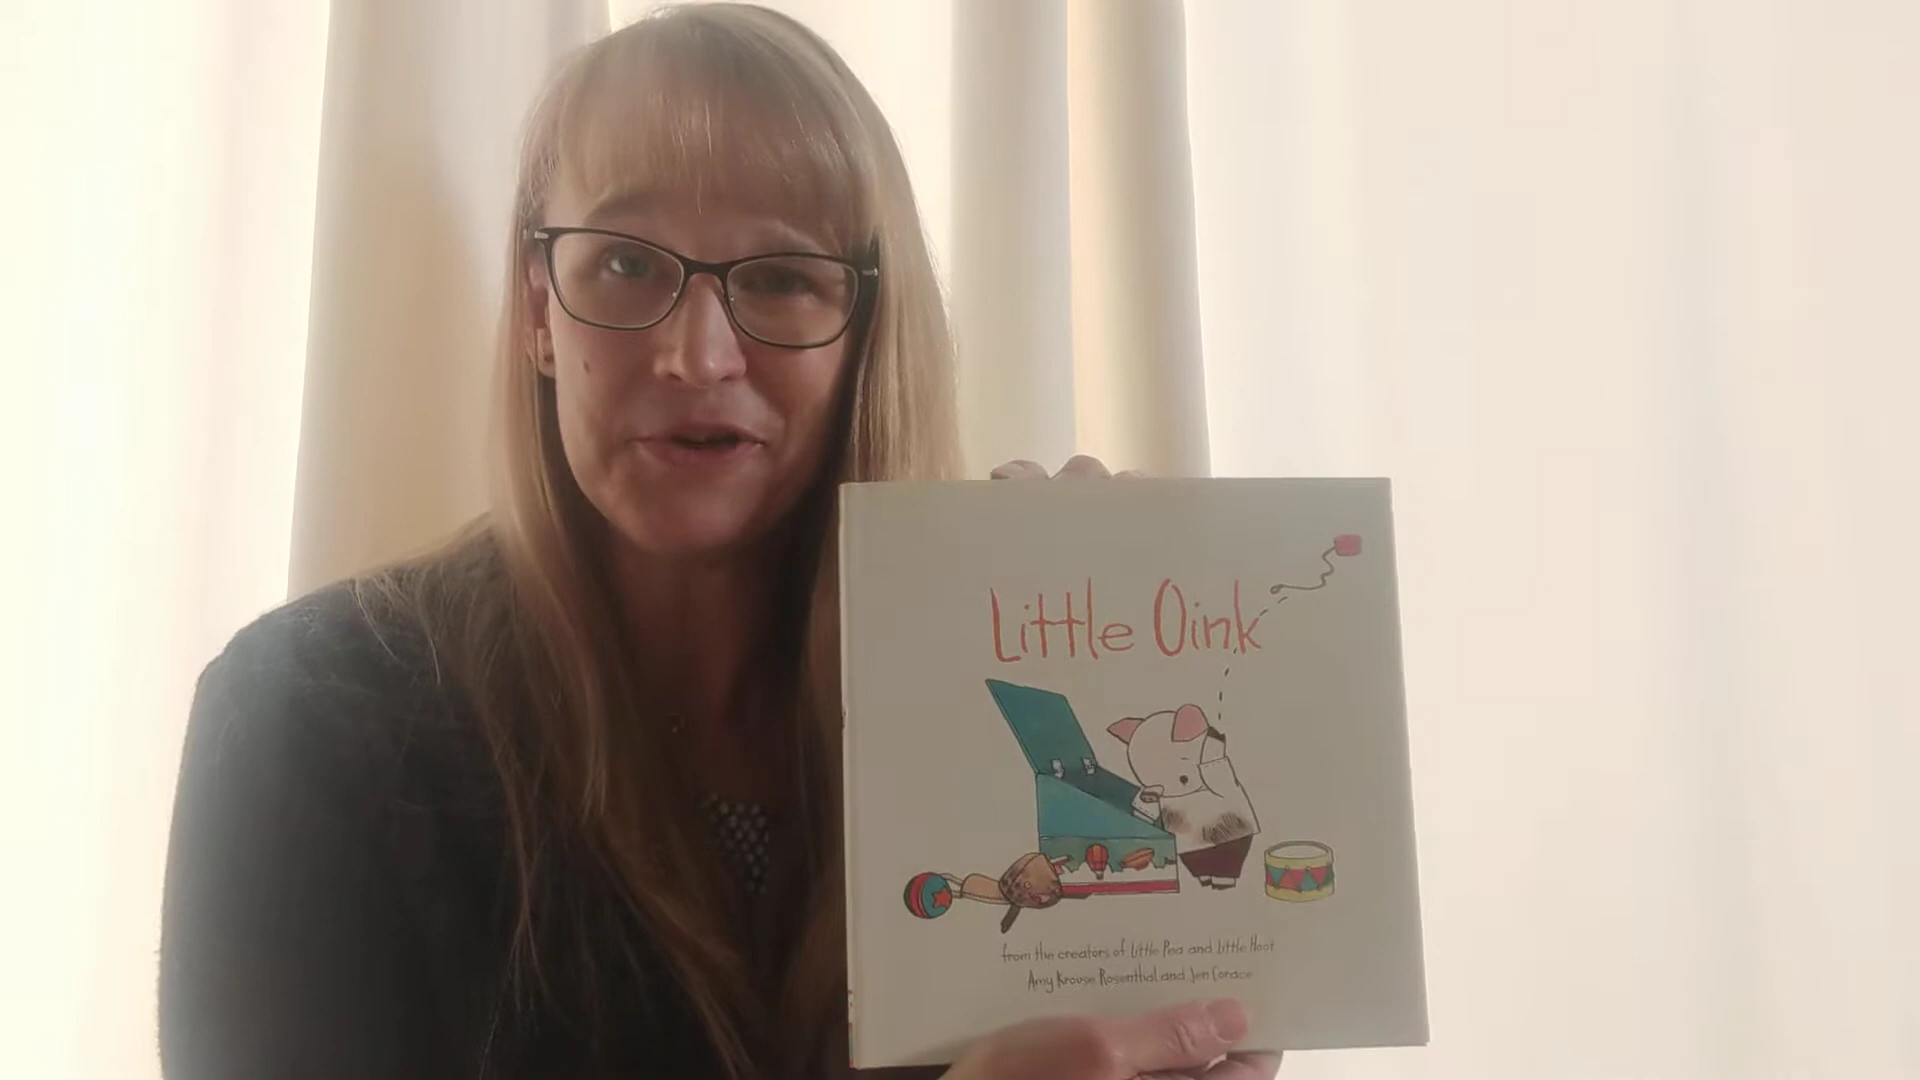 Little Oink
from the creators of Little Pea and Little Hoot
Amy Krouse Rosenthal and Jen Corace